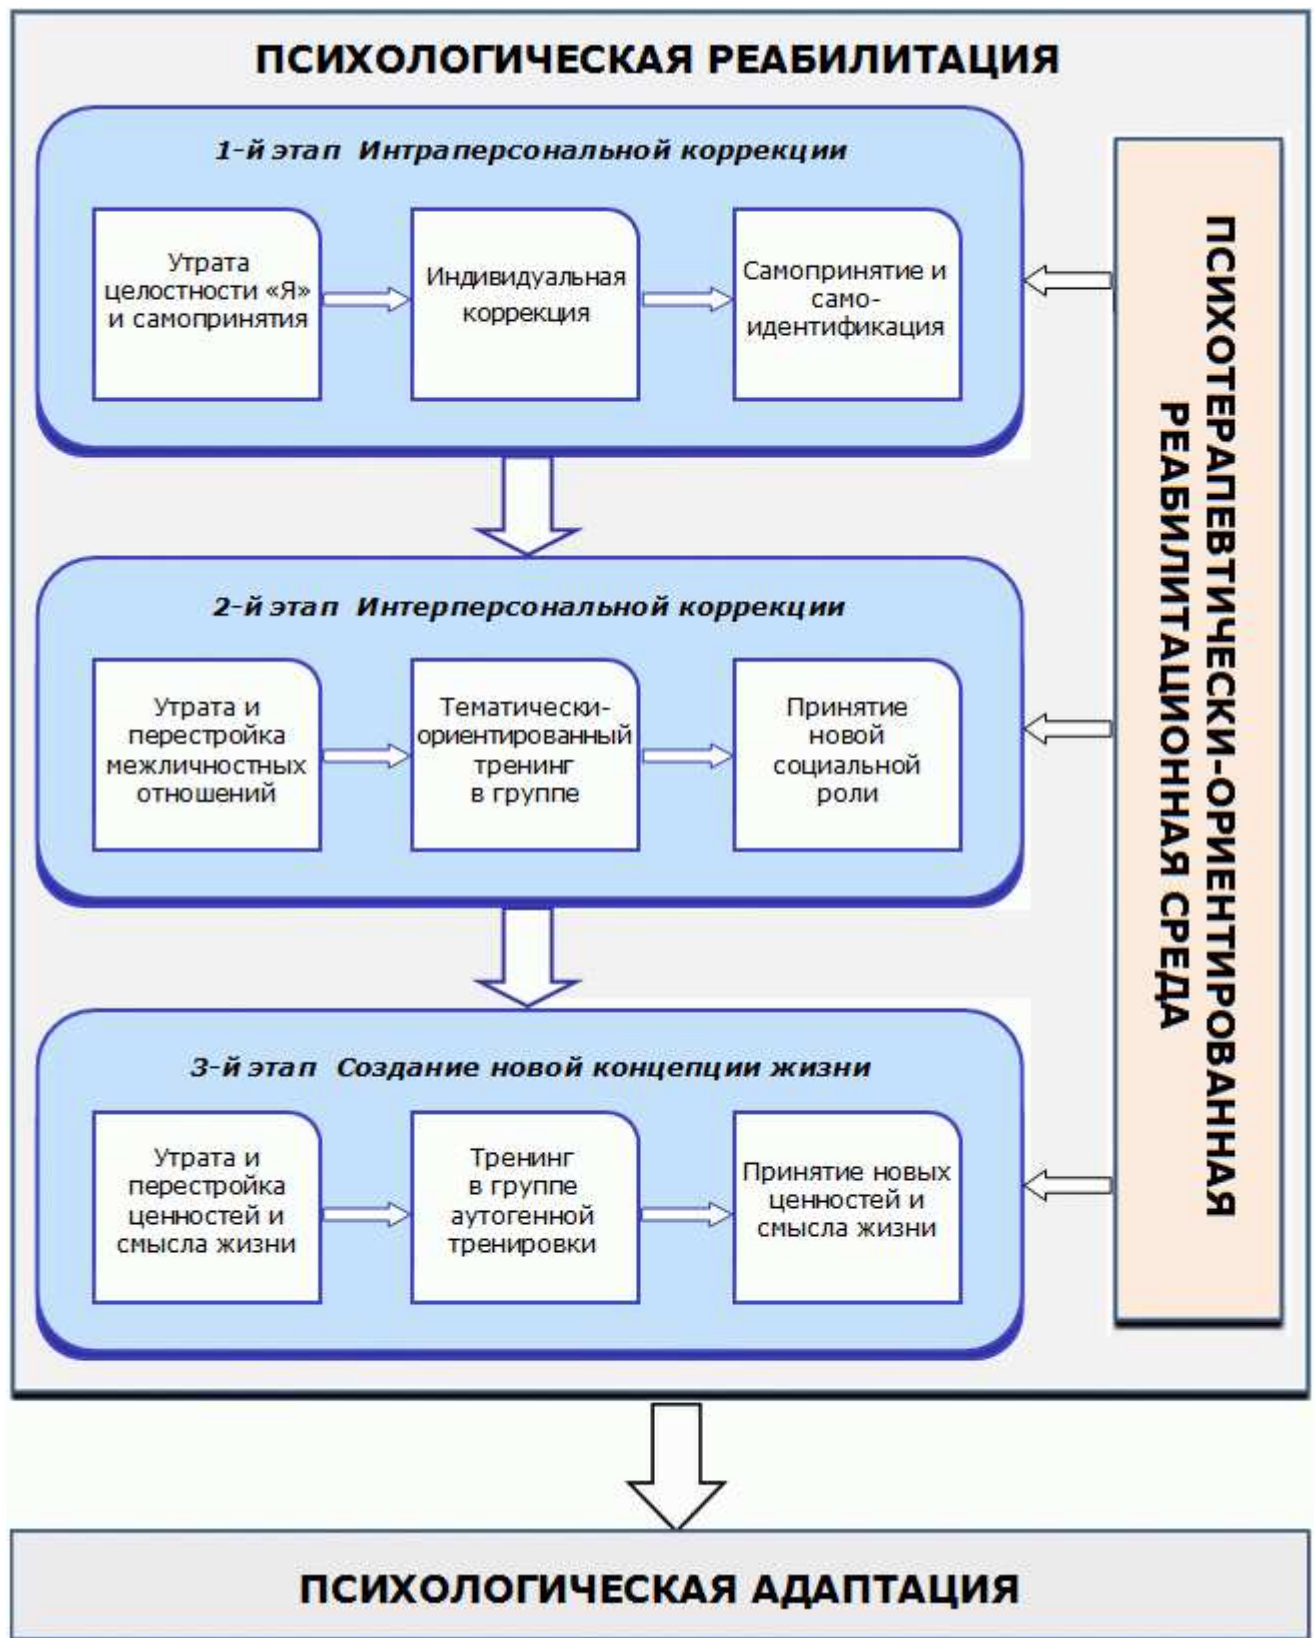 ПСИХОЛОГИЧЕСКАЯ РЕАБИЛИТАЦИЯ
1-й этап Интраперсональной коррекции
Утрата
целостности «Я»
и самопринятия
Индивидуальная
коррекция
Самопринятие и
само-
идентификация
2-й этап Интерперсональной коррекции
Утрата и
перестройка
межличностных
отношений
Тематически-
ориентированный
тренинг
в группе
Принятие
новой
социальной
роли
3-й этап Создание новой концепции жизни
Утрата и
перестройка
ценностей и
смысла жизни
Тренинг
в группе
аутогенной
тренировки
Принятие новых
ценностей и
смысла жизни
ПСИХОТЕРАПЕВТИЧЕСКИ-ОРИЕНТИРОВАННАЯ
РЕАБИЛИТАЦИОННАЯ СРЕДА
ПСИХОЛОГИЧЕСКАЯ АДАПТАЦИЯ